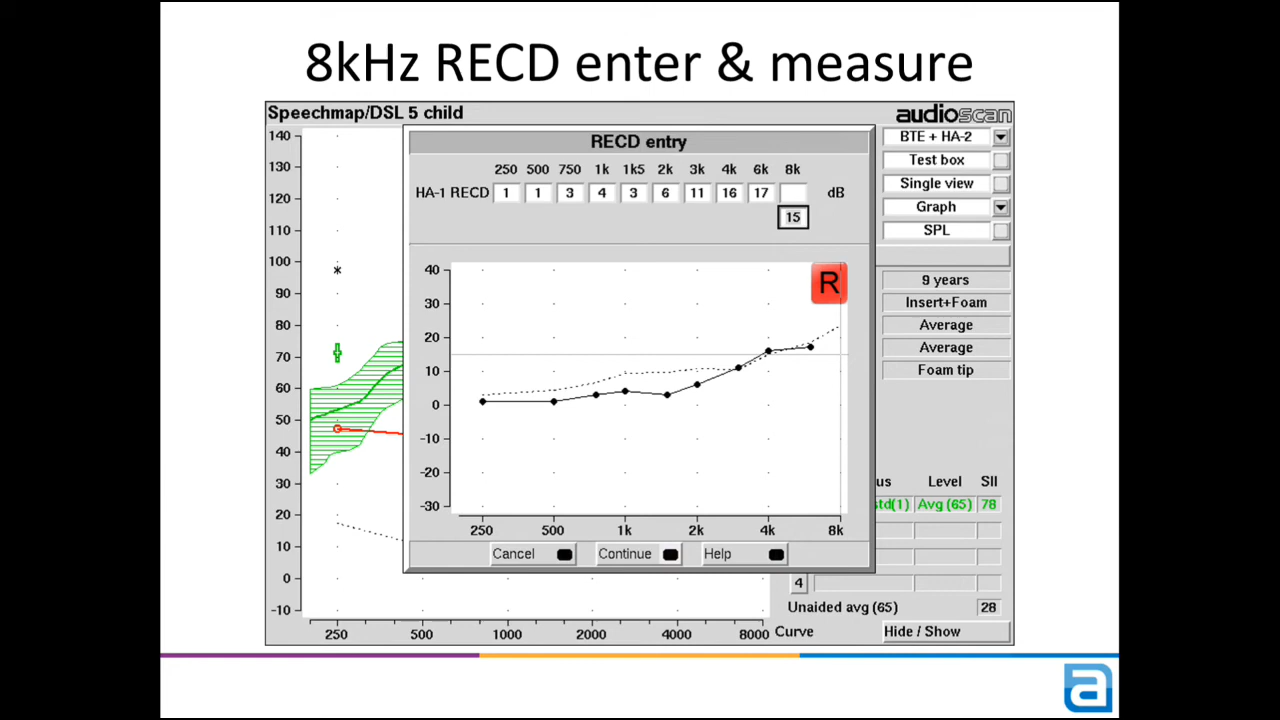 8kHz RECD enter & measure
Speechmap/DSL 5 child
audioscan
RECD entry
250 500 750 1k 1k5 2k 3k 4k 6k 8k
HA-1 RECD 1 1 3 4 3 6 11 16 17 dB
15
R
40
30
20
10
0
-10
-20
-30
250 500 1k 2k 4k 8k
Cancel Continue Help
140
130
120
110
100
90
80
70
60
50
40
30
20
10
0
-10
250 500 1000 2000 4000 8000
BTE + HA-2
Test box
Single view
Graph
SPL
9 years
Insert+Foam
Average
Average
Foam tip
us Level SII
std(1) Avg (65) 78
4
Unaided avg (65) 28
Curve Hide / Show
a